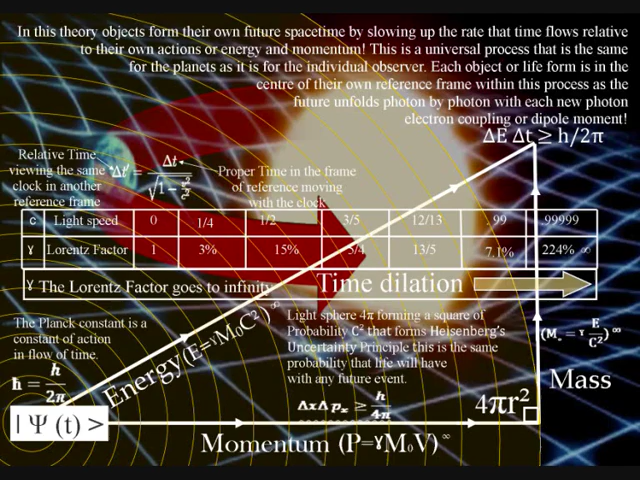 In this theory objects form their own future spacetime by slowing up the rate that time flows relative
to their own actions or energy and momentum! This is a universal process that is the same
for the planets as it is for the individual observer. Each object or life form is in the
centre of their own reference frame within this process as the
future unfolds photon by photon with each new photon
electron coupling or dipole moment!
ΔE Δt ≥ h/2π
Relative Time
viewing the same
clock in another
reference frame
Proper Time in the frame
of reference moving
with the clock
c Light speed 0 1/4 1/2 3/5 12/13 .99 .99999
γ Lorentz Factor 1 3% 15% 5/4 13/5 7.1% 224% ∞
γ The Lorentz Factor goes to infinity Time dilation
The Planck constant is a
constant of action
in flow of time.
ħ = h/2π
Light sphere 4π forming a square of
Probability C² that forms Heisenberg's
Uncertainty Principle this is the same
probability that life will have
with any future event.
ΔxΔpₓ ≥ h/4π
Energy (E=γM₀C²)∞
(M₀ = γ E/C²)∞
Mass
4πr²
| Ψ (t) >
Momentum (P=γM₀V)∞